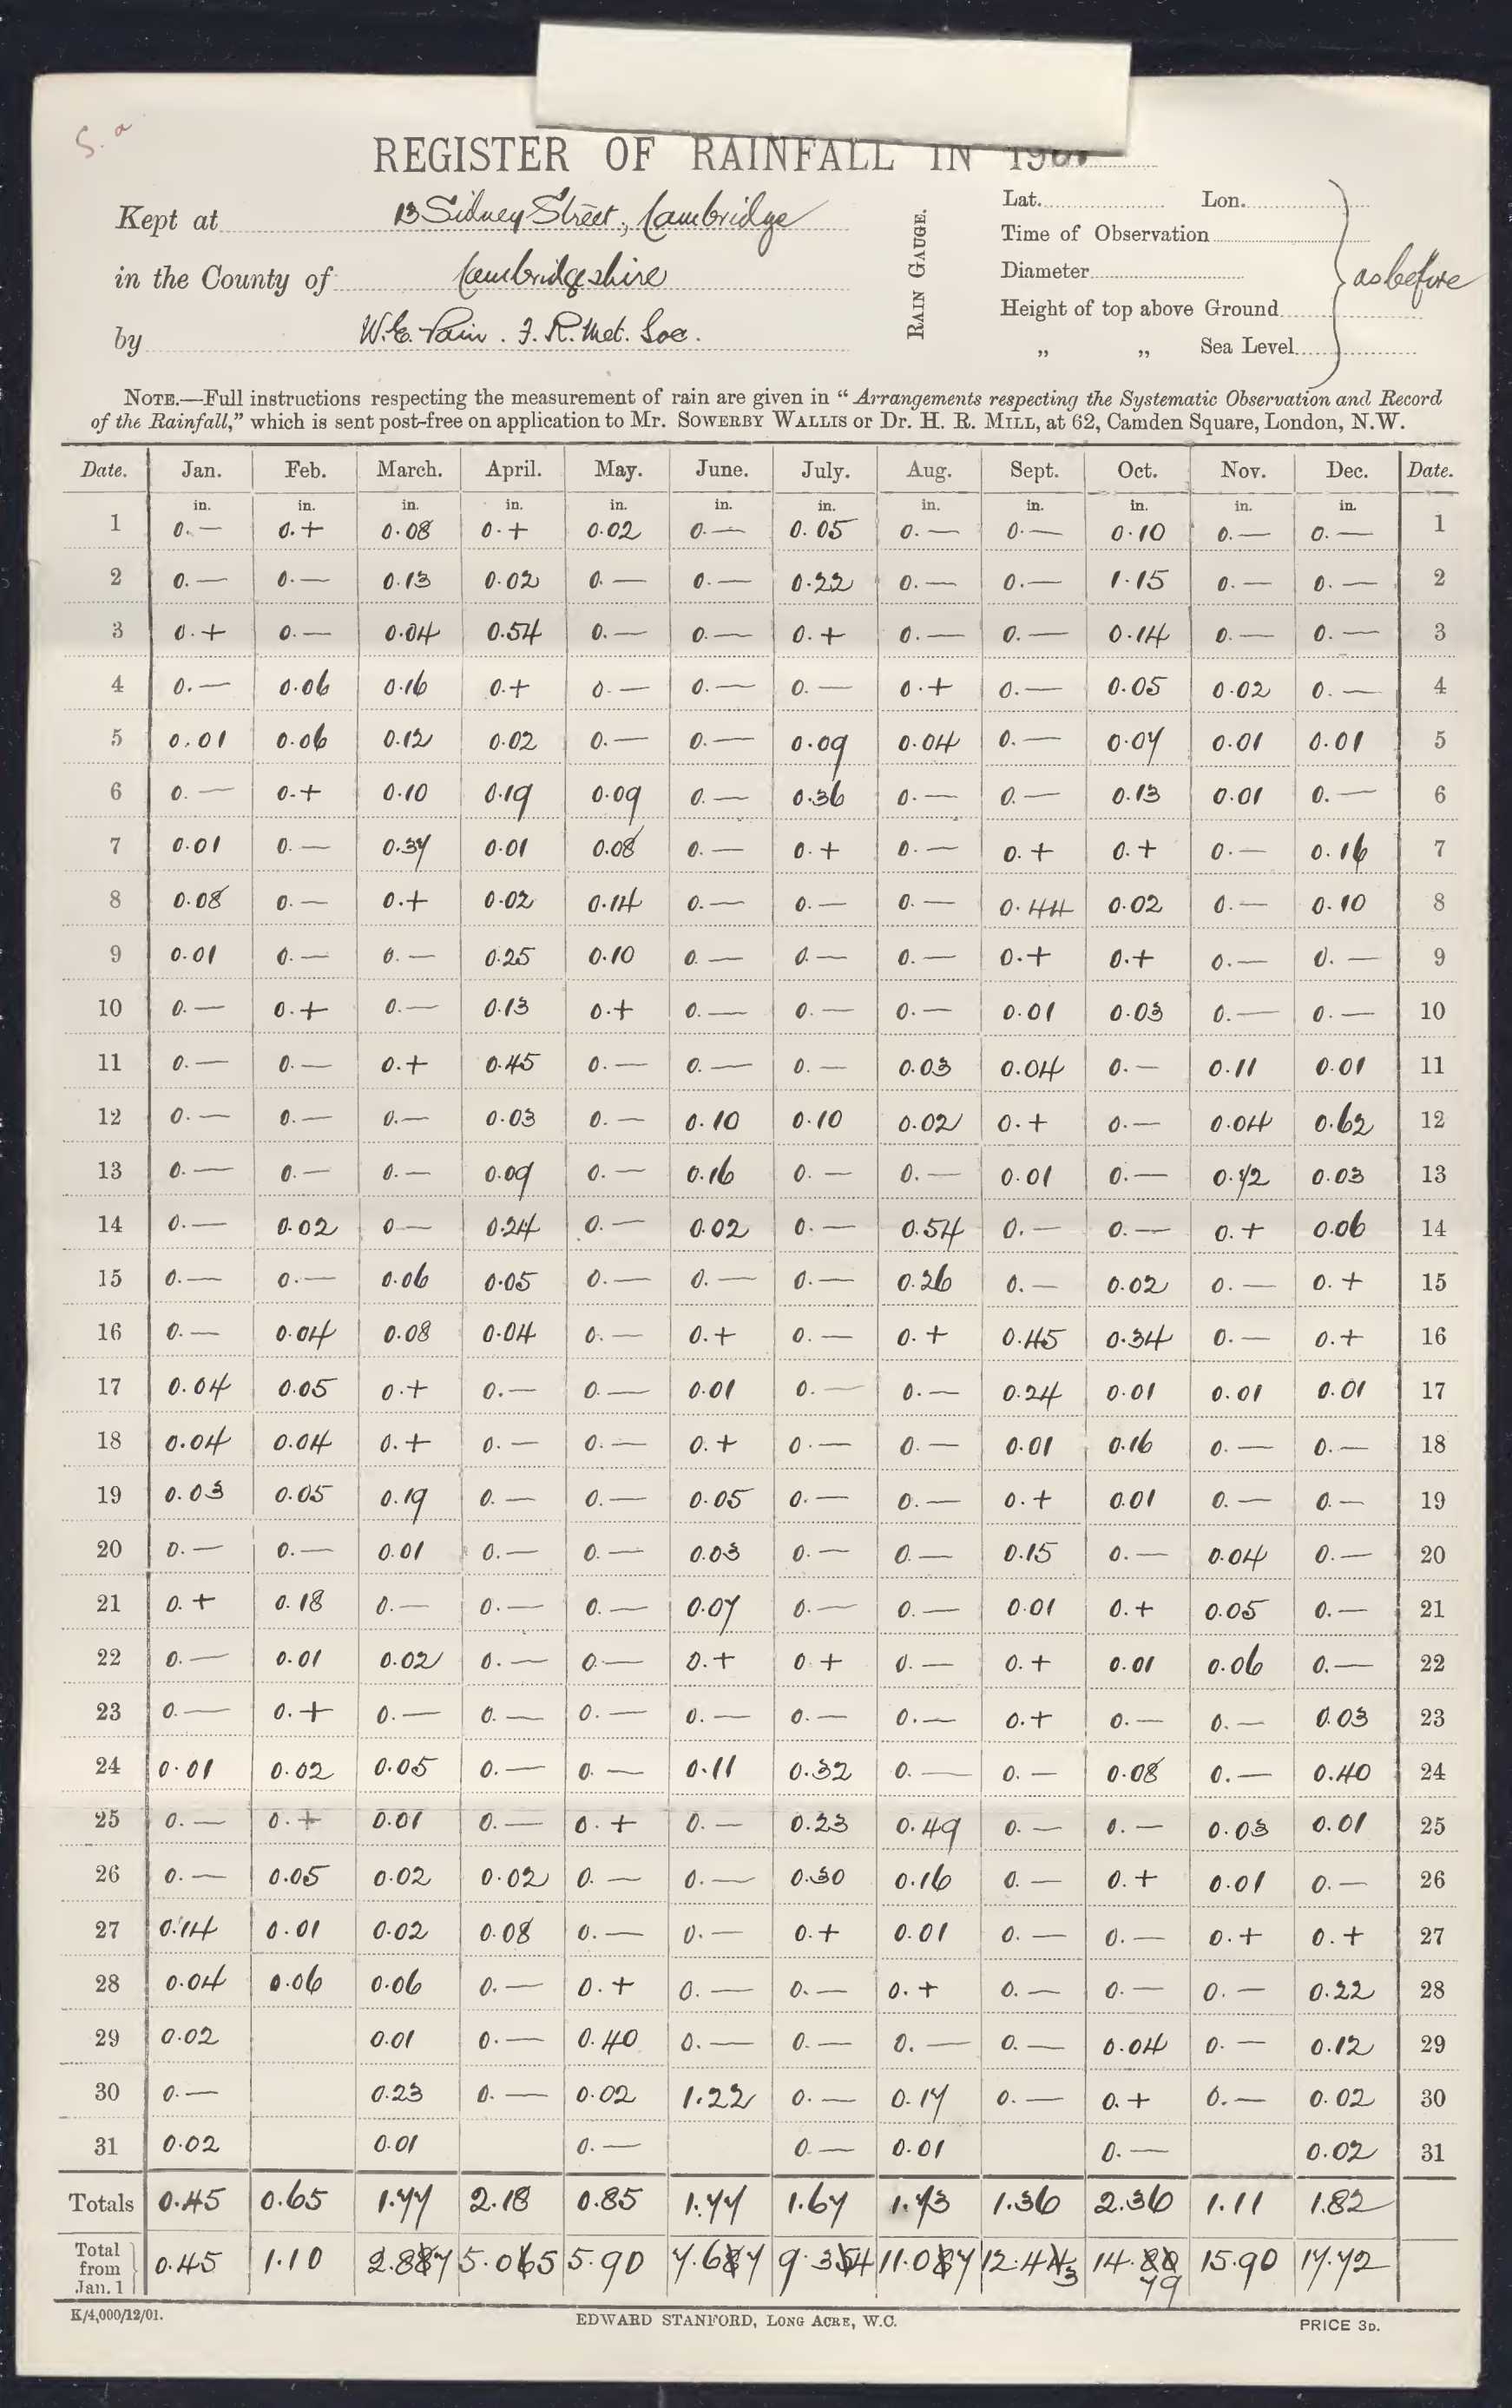 S. a
REGISTER OF RAINFALL IN 190
Kept at 13 Sidney Street, Cambridge
in the County of Cambridgeshire
by W.E. Pain. F.R.Met.Soc.
RAIN GAUGE.
Lat. Lon.
Time of Observation
Diameter
Height of top above Ground
„ „ Sea Level
as before
NOTE.—Full instructions respecting the measurement of rain are given in “Arrangements respecting the Systematic Observation and Record
of the Rainfall,” which is sent post-free on application to Mr. SOWERBY WALLIS or Dr. H. R. MILL, at 62, Camden Square, London, N.W.
Date. Jan. Feb. March. April. May. June. July. Aug. Sept. Oct. Nov. Dec. Date.
in. in. in. in. in. in. in. in. in. in. in. in.
1 0.— 0.+ 0.08 0.+ 0.02 0.— 0.05 0.— 0.— 0.10 0.— 0.— 1
2 0.— 0.— 0.13 0.02 0.— 0.— 0.22 0.— 0.— 1.15 0.— 0.— 2
3 0.+ 0.— 0.04 0.54 0.— 0.— 0.+ 0.— 0.— 0.14 0.— 0.— 3
4 0.— 0.06 0.16 0.+ 0.— 0.— 0.— 0.+ 0.— 0.05 0.02 0.— 4
5 0.01 0.06 0.12 0.02 0.— 0.— 0.09 0.04 0.— 0.07 0.01 0.01 5
6 0.— 0.+ 0.10 0.19 0.09 0.— 0.36 0.— 0.— 0.13 0.01 0.— 6
7 0.01 0.— 0.37 0.01 0.08 0.— 0.+ 0.— 0.+ 0.+ 0.— 0.16 7
8 0.08 0.— 0.+ 0.02 0.14 0.— 0.— 0.— 0.44 0.02 0.— 0.10 8
9 0.01 0.— 0.— 0.25 0.10 0.— 0.— 0.— 0.+ 0.+ 0.— 0.— 9
10 0.— 0.+ 0.— 0.13 0.+ 0.— 0.— 0.— 0.01 0.03 0.— 0.— 10
11 0.— 0.— 0.+ 0.45 0.— 0.— 0.— 0.03 0.04 0.— 0.11 0.01 11
12 0.— 0.— 0.— 0.03 0.— 0.10 0.10 0.02 0.+ 0.— 0.04 0.62 12
13 0.— 0.— 0.— 0.09 0.— 0.16 0.— 0.— 0.01 0.— 0.72 0.03 13
14 0.— 0.02 0— 0.24 0.— 0.02 0.— 0.54 0.— 0.— 0.+ 0.06 14
15 0.— 0.— 0.06 0.05 0.— 0.— 0.— 0.26 0.— 0.02 0.— 0.+ 15
16 0.— 0.04 0.08 0.04 0.— 0.+ 0.— 0.+ 0.45 0.34 0.— 0.+ 16
17 0.04 0.05 0.+ 0.— 0.— 0.01 0.— 0.— 0.24 0.01 0.01 0.01 17
18 0.04 0.04 0.+ 0.— 0.— 0.+ 0.— 0.— 0.01 0.16 0.— 0.— 18
19 0.03 0.05 0.19 0.— 0.— 0.05 0.— 0.— 0.+ 0.01 0.— 0.— 19
20 0.— 0.— 0.01 0.— 0.— 0.03 0.— 0.— 0.15 0.— 0.04 0.— 20
21 0.+ 0.18 0.— 0.— 0.— 0.07 0.— 0.— 0.01 0.+ 0.05 0.— 21
22 0.— 0.01 0.02 0.— 0.— 0.+ 0+ 0.— 0.+ 0.01 0.06 0.— 22
23 0.— 0.+ 0.— 0.— 0.— 0.— 0.— 0.— 0.+ 0.— 0.— 0.03 23
24 0.01 0.02 0.05 0.— 0.— 0.11 0.32 0.— 0.— 0.08 0.— 0.40 24
25 0.— 0.+ 0.01 0.— 0.+ 0.— 0.23 0.49 0.— 0.— 0.03 0.01 25
26 0.— 0.05 0.02 0.02 0.— 0.— 0.30 0.16 0.— 0.+ 0.01 0.— 26
27 0.14 0.01 0.02 0.08 0.— 0.— 0.+ 0.01 0.— 0.— 0.+ 0.+ 27
28 0.04 0.06 0.06 0.— 0.+ 0.— 0.— 0.+ 0.— 0.— 0.— 0.22 28
29 0.02 0.01 0.— 0.40 0.— 0.— 0.— 0.— 0.04 0.— 0.12 29
30 0.— 0.23 0.— 0.02 1.22 0.— 0.17 0.— 0.+ 0.— 0.02 30
31 0.02 0.01 0.— 0.— 0.01 0.— 0.02 31
Totals 0.45 0.65 1.77 2.18 0.85 1.77 1.67 1.73 1.36 2.36 1.11 1.82
Total from Jan. 1 0.45 1.10 2.87 5.05 5.90 7.67 9.34 11.07 12.43 14.79 15.90 17.72
K/4,000/12/01.
EDWARD STANFORD, LONG ACRE, W.C.
PRICE 3D.